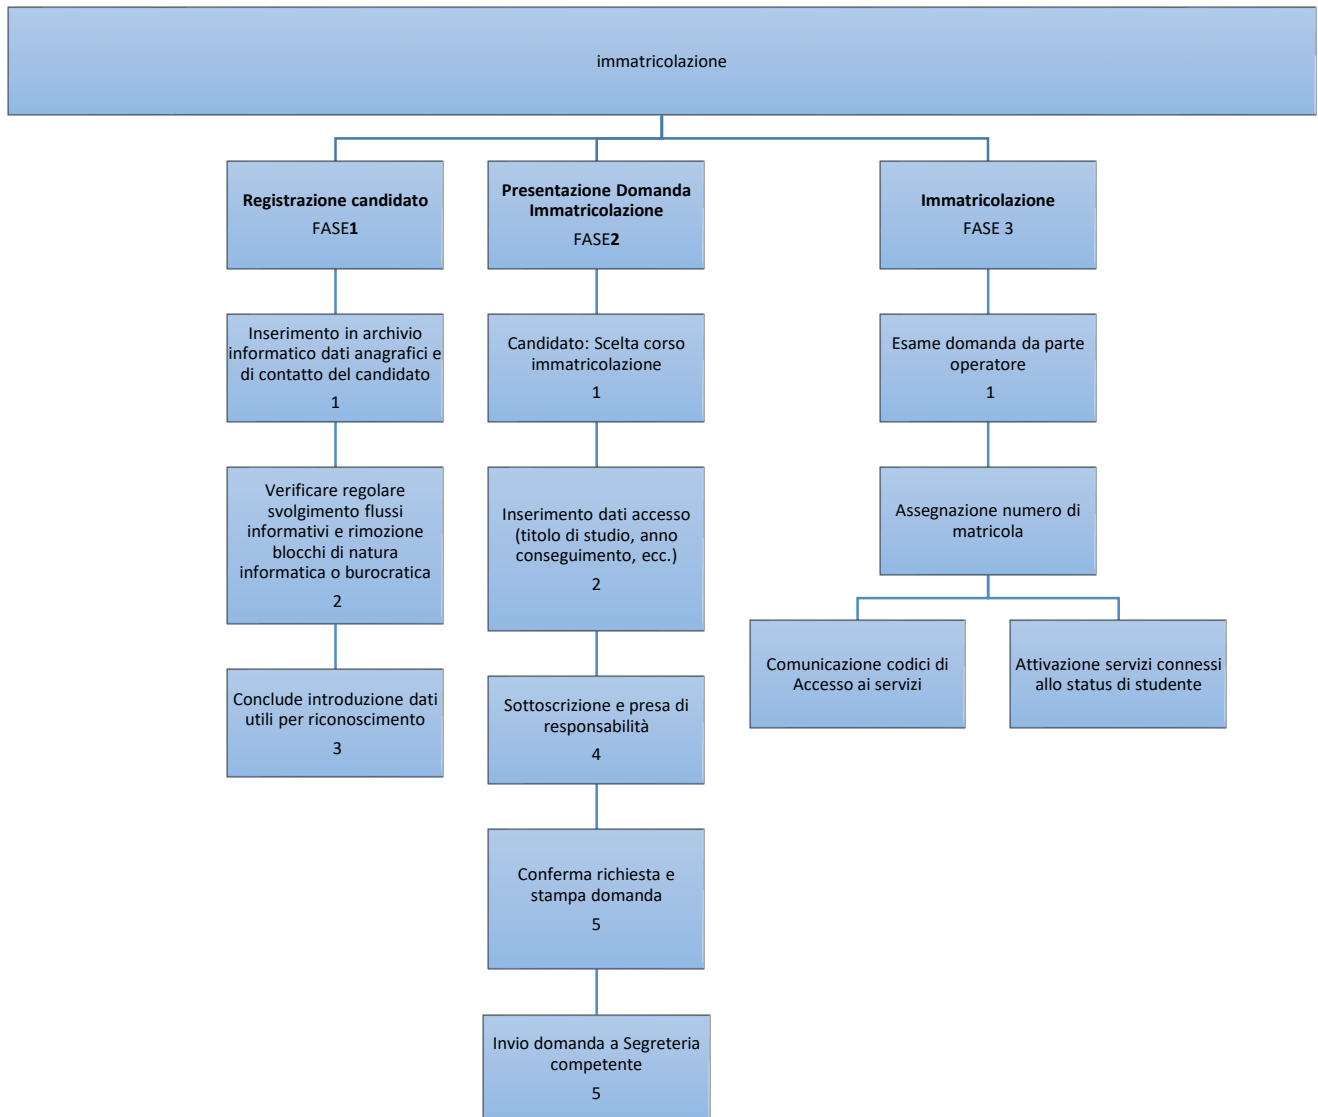 immatricolazione
Registrazione candidato
FASE1
Inserimento in archivio
informatico dati anagrafici e
di contatto del candidato
1
Verificare regolare
svolgimento flussi
informativi e rimozione
blocchi di natura
informatica o burocratica
2
Conclude introduzione dati
utili per riconoscimento
3
Presentazione Domanda
Immatricolazione
FASE2
Candidato: Scelta corso
immatricolazione
1
Inserimento dati accesso
(titolo di studio, anno
conseguimento, ecc.)
2
Sottoscrizione e presa di
responsabilità
4
Conferma richiesta e
stampa domanda
5
Invio domanda a Segreteria
competente
5
Immatricolazione
FASE 3
Esame domanda da parte
operatore
1
Assegnazione numero di
matricola
Comunicazione codici di
Accesso ai servizi
Attivazione servizi connessi
allo status di studente